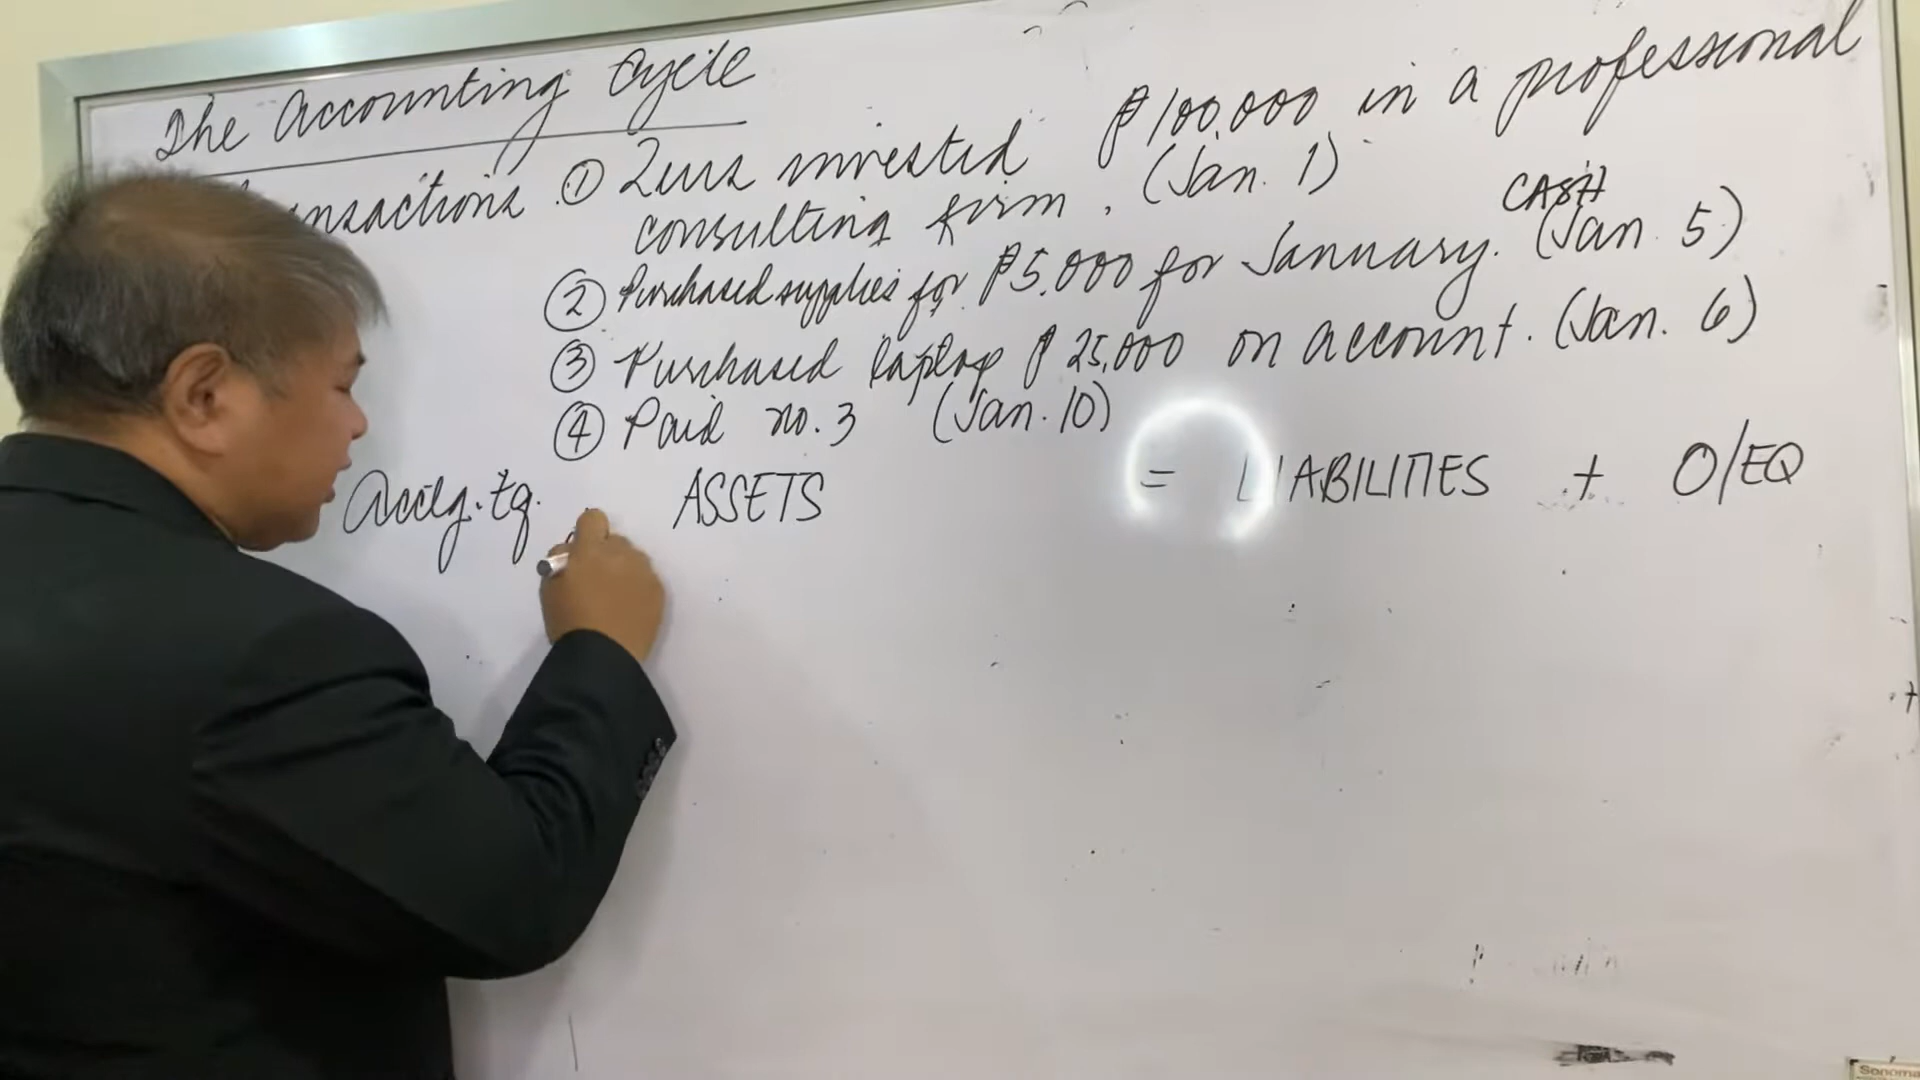 The Accounting Cycle
ansactions ① Zeus invested ₱100,000 in a professional
consulting firm. (Jan. 1)
CASH
② Purchased supplies for ₱5,000 for January. (Jan 5)
③ Purchased laptop ₱25,000 on account. (Jan. 6)
④ Paid no. 3 (Jan. 10)
Acctg. Eq. ASSETS = LIABILITIES + O/EQ
Sonoma